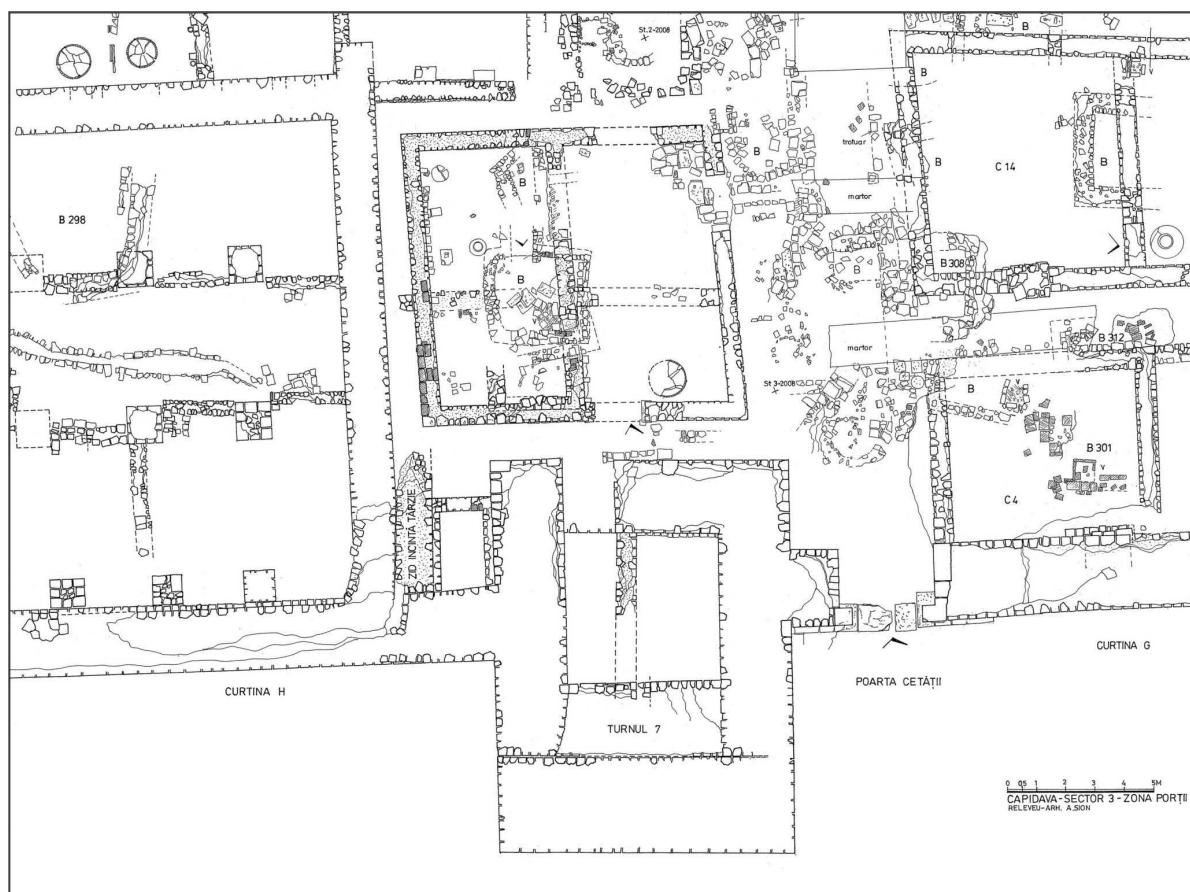 St.2-2008
B
B
V
B
trotuar
B
B
C 14
B
B
martor
B 298
B
B 308
B
martor
B 312
St 3-2008
B
V
B 301
V
C 4
ZID INCINTĂ TÂRZIE
CURTINA H
TURNUL 7
POARTA CETĂȚII
CURTINA G
0 05 1 2 3 4 5M
CAPIDAVA-SECTOR 3-ZONA PORȚII
RELEVEU-ARH. A.SION